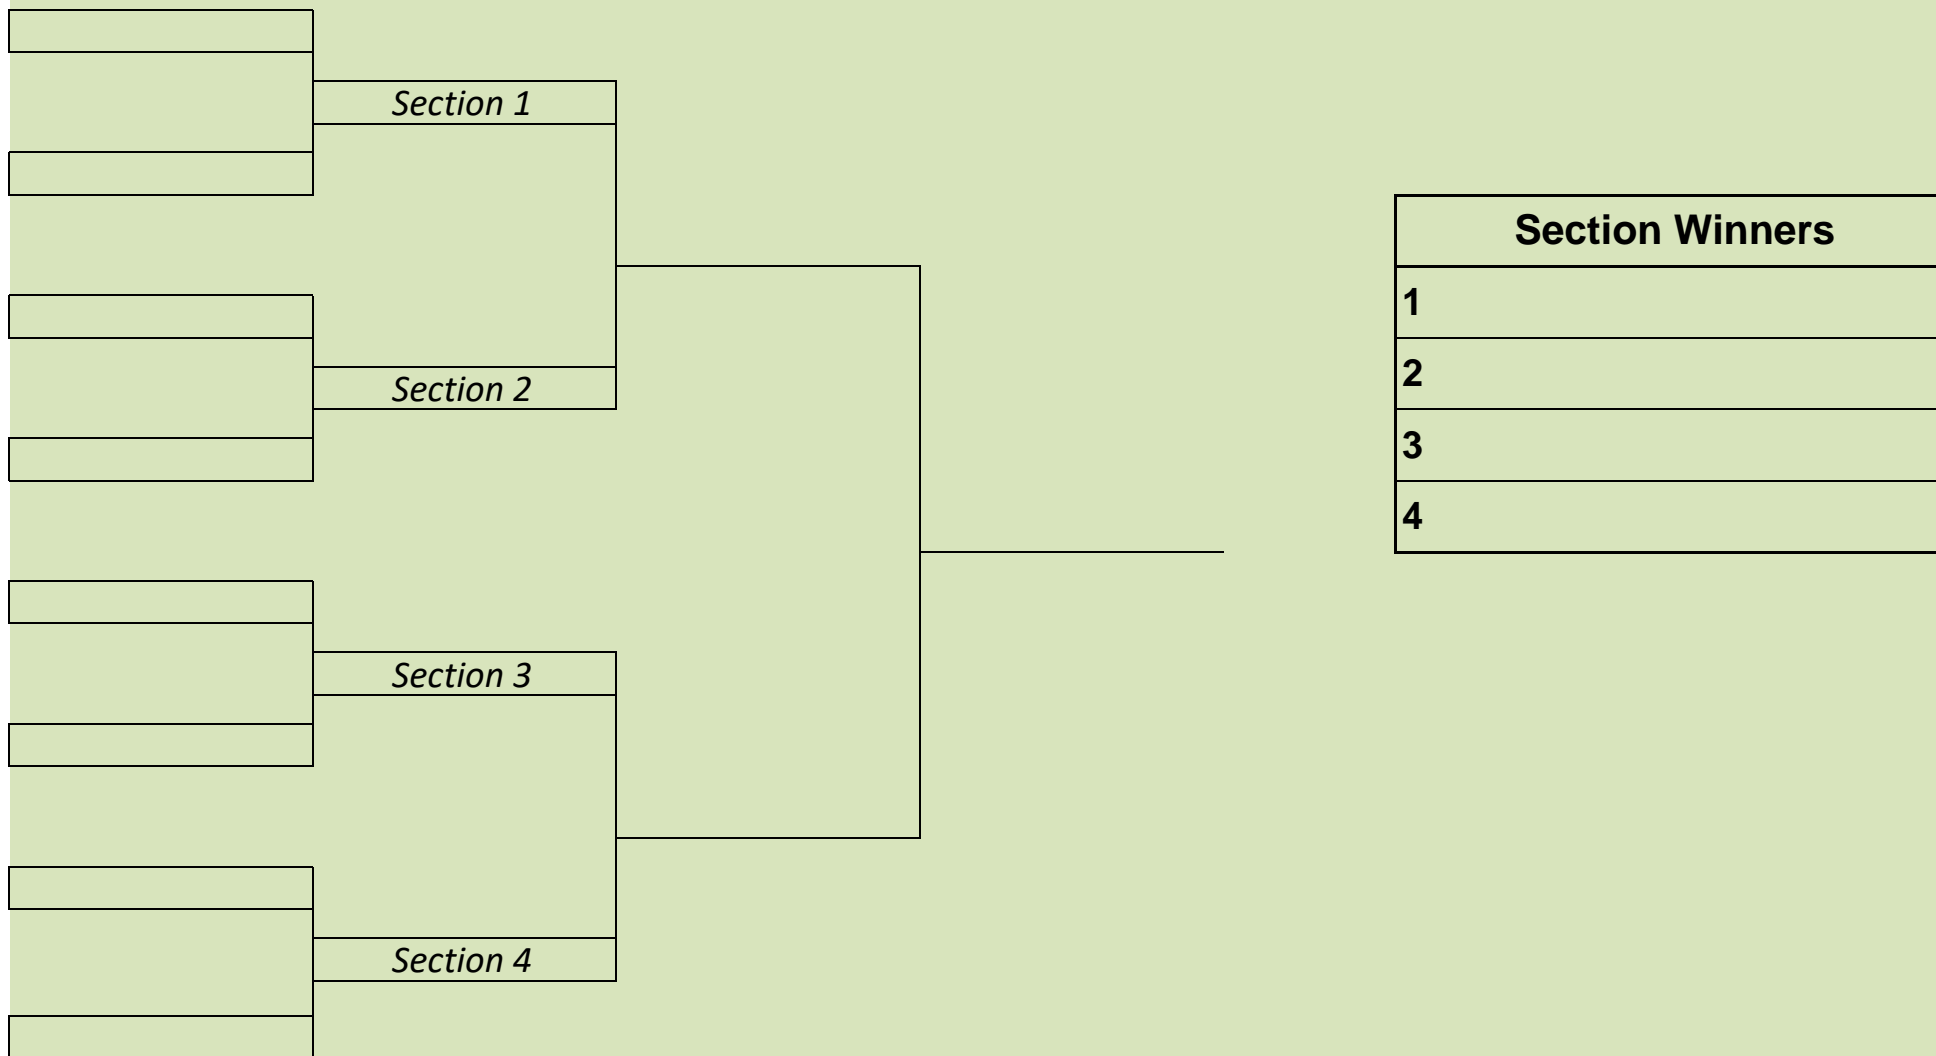 Section 1
Section 2
Section 3
Section 4
Section Winners
1
2
3
4